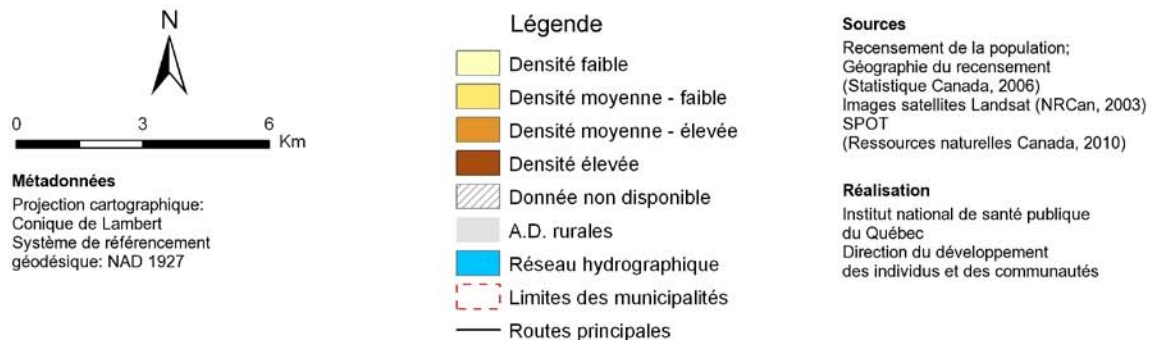 N
0 3 6
Km
Métadonnées
Projection cartographique:
Conique de Lambert
Système de référencement
géodésique: NAD 1927
Légende
Densité faible
Densité moyenne - faible
Densité moyenne - élevée
Densité élevée
Donnée non disponible
A.D. rurales
Réseau hydrographique
Limites des municipalités
Routes principales
Sources
Recensement de la population;
Géographie du recensement
(Statistique Canada, 2006)
Images satellites Landsat (NRCan, 2003)
SPOT
(Ressources naturelles Canada, 2010)
Réalisation
Institut national de santé publique
du Québec
Direction du développement
des individus et des communautés